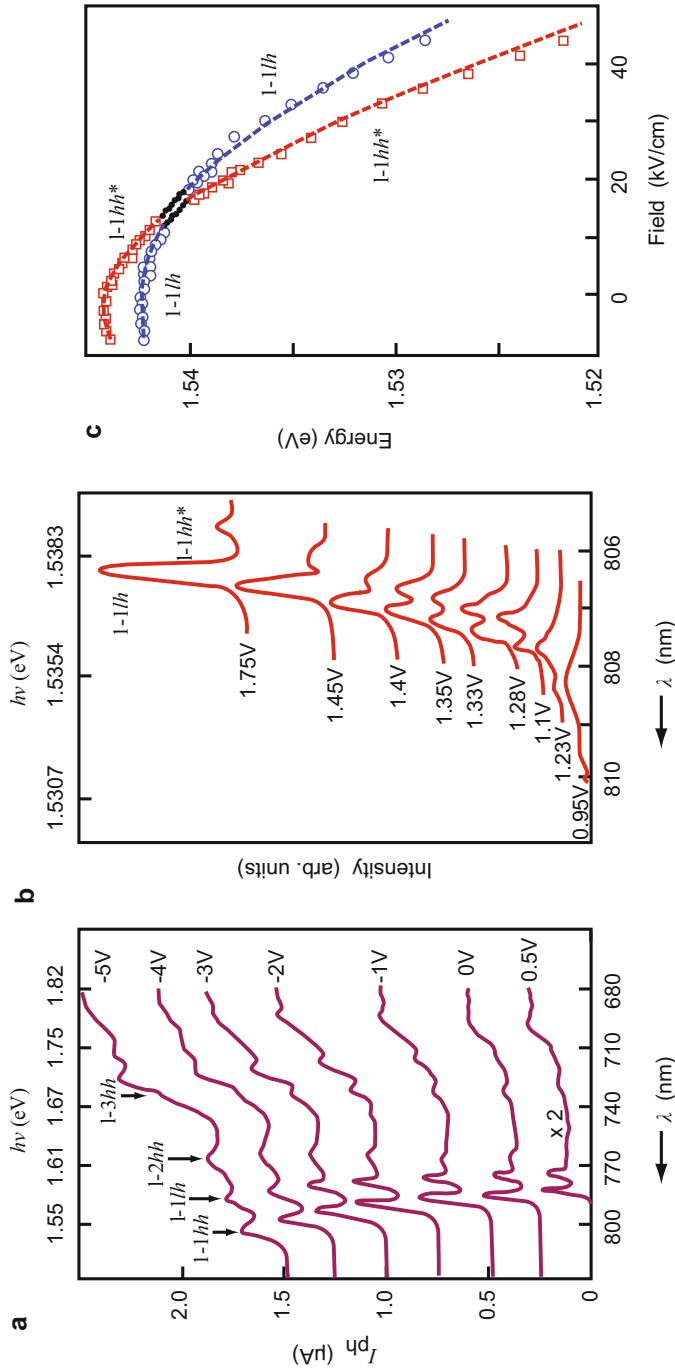 a
hν (eV)
1.55
1.61
1.67
1.75
1.82
1-1hh
1-1lh
1-2hh
1-3hh
-5V
-4V
-3V
-2V
-1V
0V
0.5V
x 2
2.0
1.5
1.0
0.5
0
Iph (μA)
800
770
740
710
680
λ (nm)
b
hν (eV)
1.5307
1.5354
1.5383
1-1lh
1-1hh*
1.75V
1.45V
1.4V
1.35V
1.33V
1.28V
1.1V
1.23V
0.95V
Intensity (arb. units)
810
808
806
λ (nm)
c
1-1hh*
1-1lh
1-1lh
1-1hh*
1.54
1.53
1.52
Energy (eV)
0
20
40
Field (kV/cm)